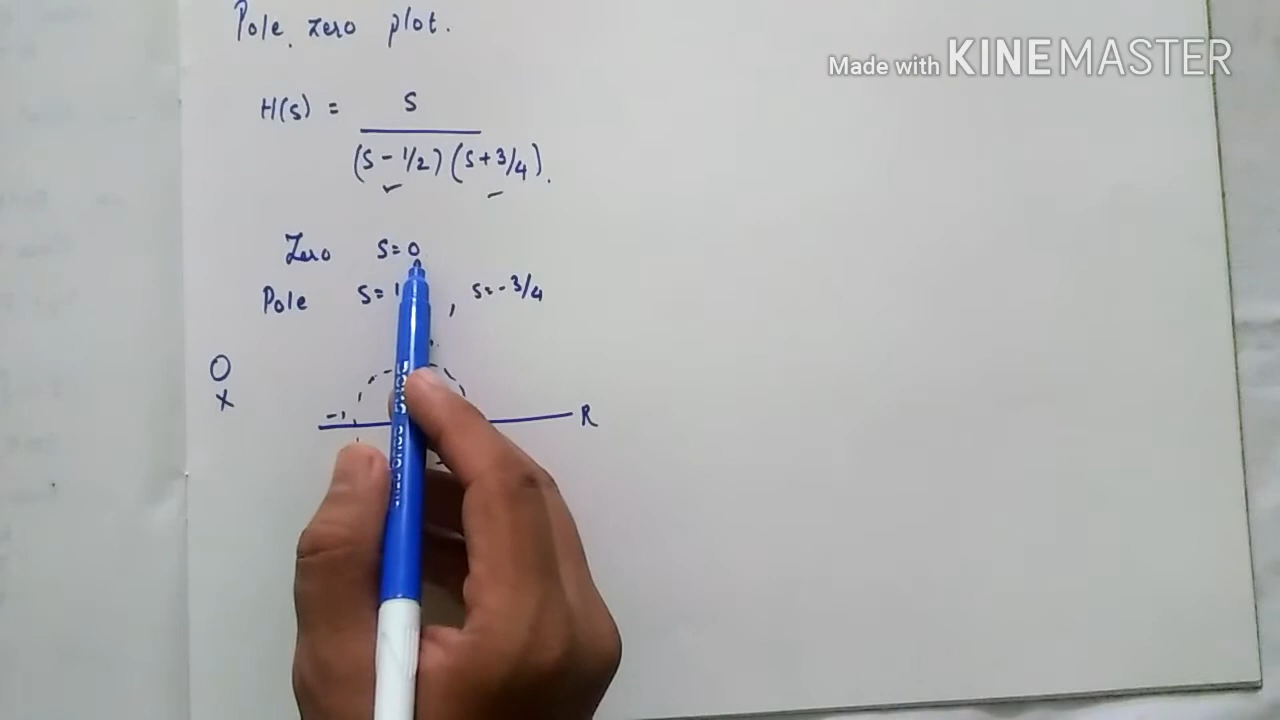 Pole zero plot.
Made with KINEMASTER
H(s) = s
(s - 1/2) (s + 3/4).
Zero s = 0
Pole s = 1 , s = - 3/4
O
X
-1
R